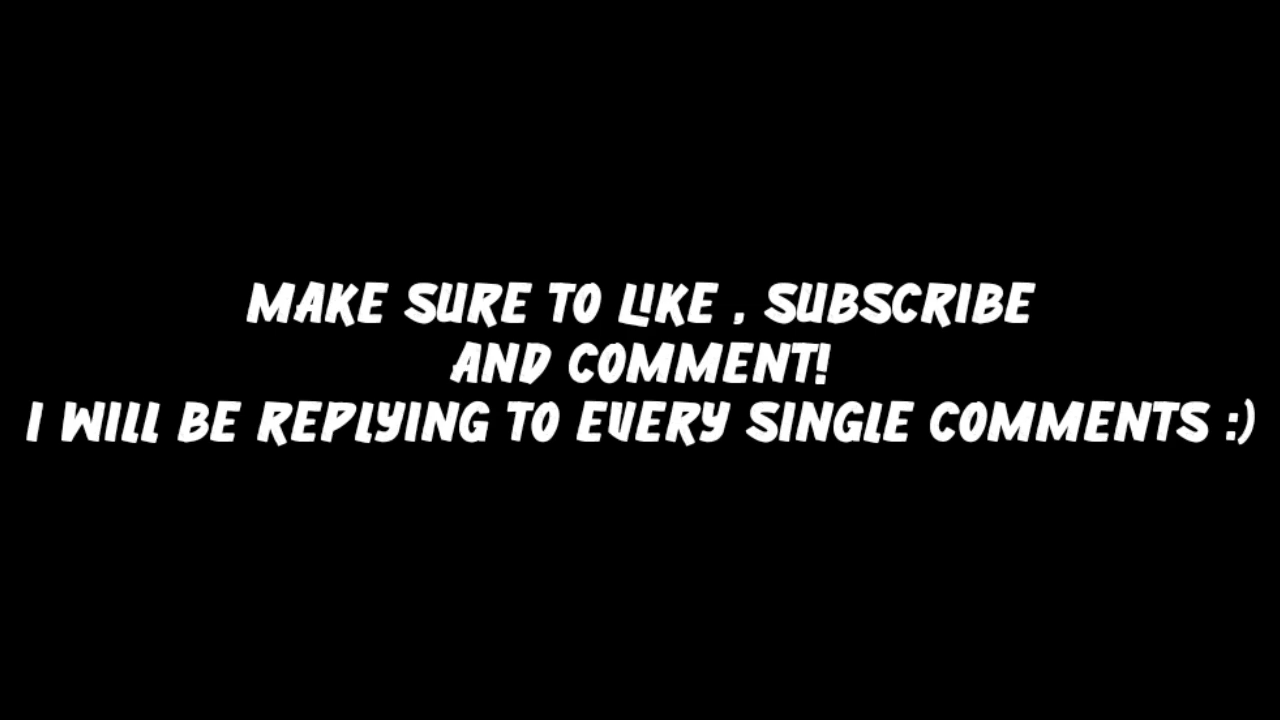 MAKE SURE TO LIKE , SUBSCRIBE
AND COMMENT!
I WILL BE REPLYING TO EVERY SINGLE COMMENTS :)